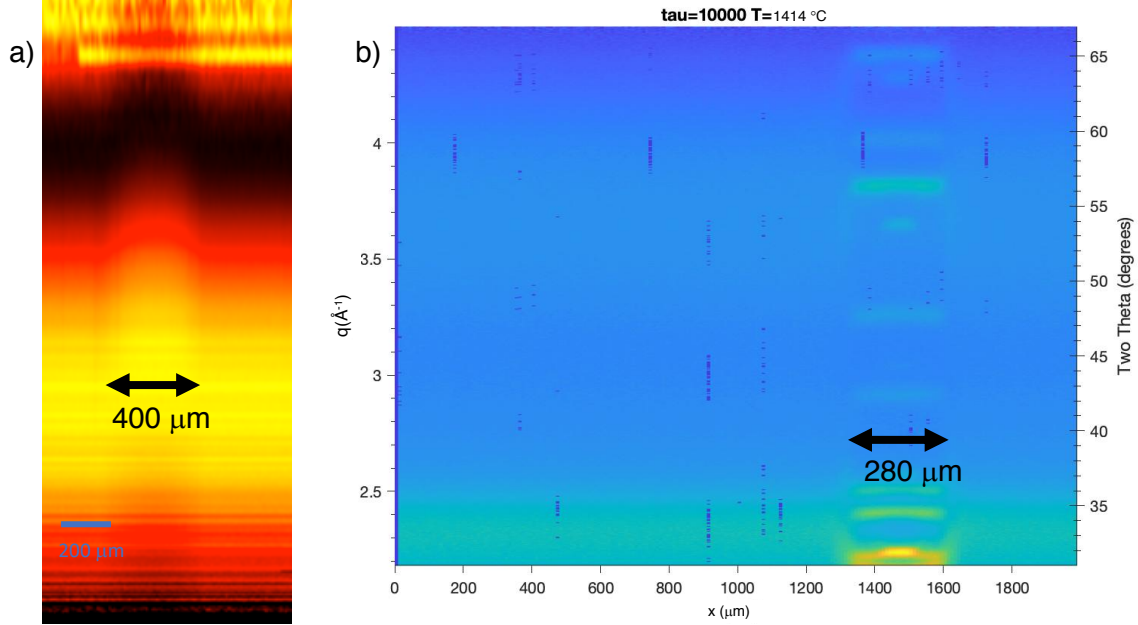 a)
400 μm
200 μm
b)
tau=10000 T=1414 °C
q(Å⁻¹)
4
3.5
3
2.5
65
60
55
50
45
40
35
Two Theta (degrees)
280 μm
0 200 400 600 800 1000 1200 1400 1600 1800
x (μm)